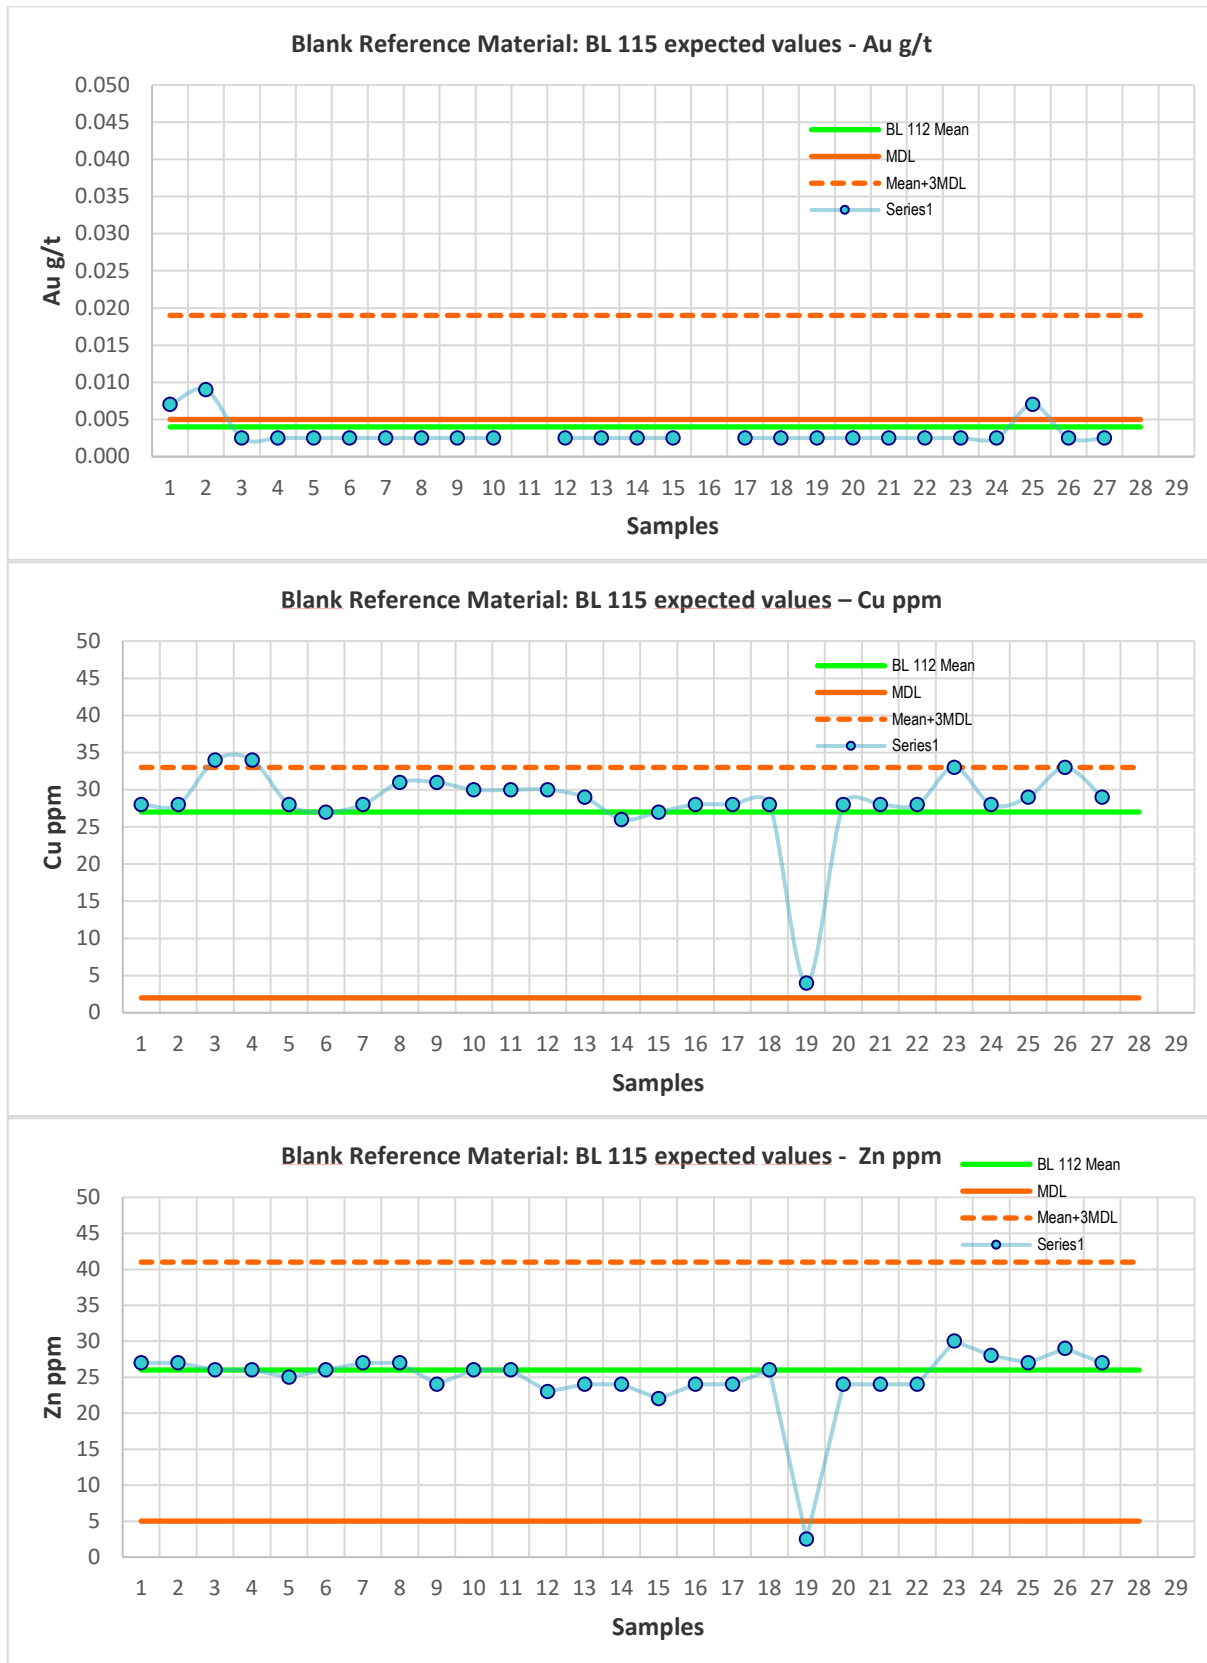 Blank Reference Material: BL 115 expected values - Au g/t
0.050
0.045
0.040
0.035
0.030
0.025
0.020
0.015
0.010
0.005
0.000
Au g/t
BL 112 Mean
MDL
Mean+3MDL
Series1
1 2 3 4 5 6 7 8 9 10 11 12 13 14 15 16 17 18 19 20 21 22 23 24 25 26 27 28 29
Samples
Blank Reference Material: BL 115 expected values – Cu ppm
50
45
40
35
30
25
20
15
10
5
0
Cu ppm
BL 112 Mean
MDL
Mean+3MDL
Series1
1 2 3 4 5 6 7 8 9 10 11 12 13 14 15 16 17 18 19 20 21 22 23 24 25 26 27 28 29
Samples
Blank Reference Material: BL 115 expected values - Zn ppm
BL 112 Mean
MDL
Mean+3MDL
Series1
50
45
40
35
30
25
20
15
10
5
0
Zn ppm
1 2 3 4 5 6 7 8 9 10 11 12 13 14 15 16 17 18 19 20 21 22 23 24 25 26 27 28 29
Samples